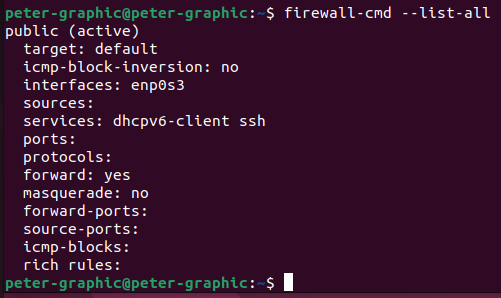 peter-graphic@peter-graphic:~$ firewall-cmd --list-all
public (active)
  target: default
  icmp-block-inversion: no
  interfaces: enp0s3
  sources:
  services: dhcpv6-client ssh
  ports:
  protocols:
  forward: yes
  masquerade: no
  forward-ports:
  source-ports:
  icmp-blocks:
  rich rules:
peter-graphic@peter-graphic:~$